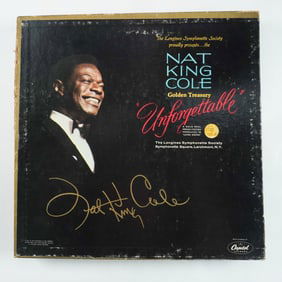 The Longines Symphonette Society
proudly presents...the
NAT
KING
COLE
Golden Treasury
"Unforgettable"
The Longines Symphonette Society
Symphonette Square, Larchmont, N.Y.
Nat King Cole
Capitol